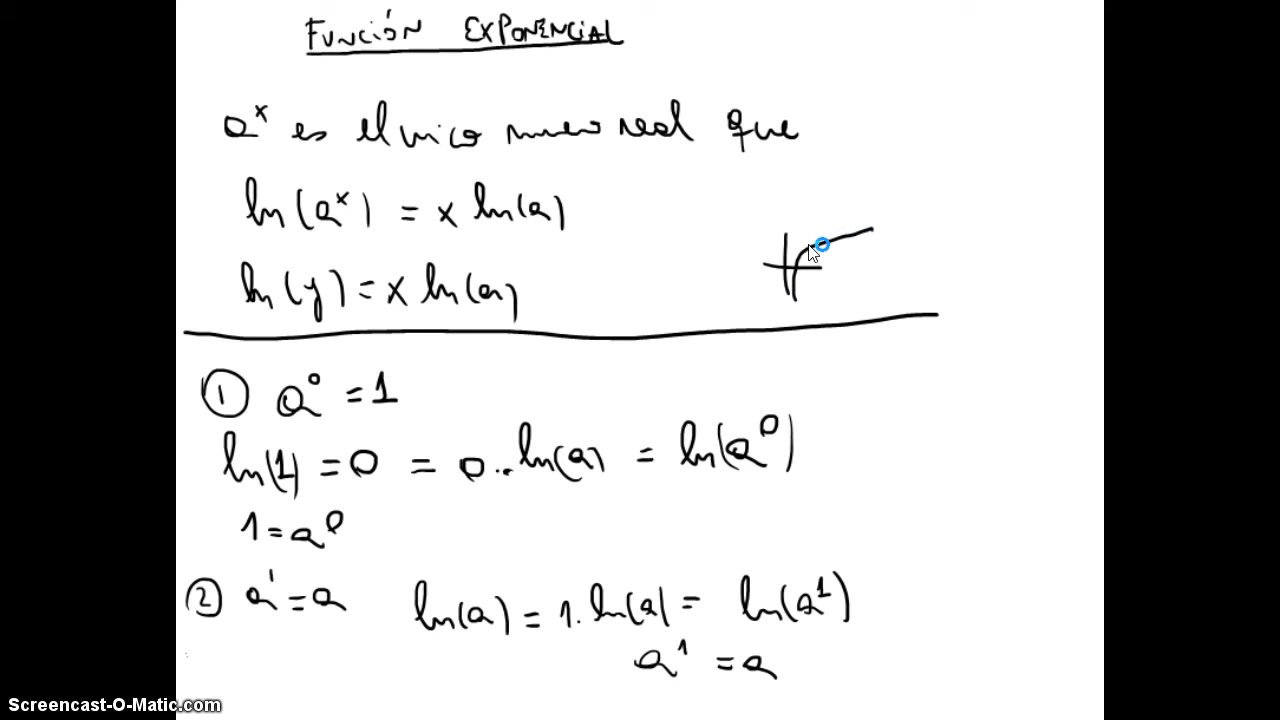 FUNCIÓN EXPONENCIAL
a^x es el unico numero real que
ln(a^x) = x ln(a)
ln(y) = x ln(a)
① a^0 = 1
ln(1) = 0 = 0 · ln(a) = ln(a^0)
1 = a^0
② a^1 = a ln(a) = 1 · ln(a) = ln(a^1)
a^1 = a
Screencast-O-Matic.com